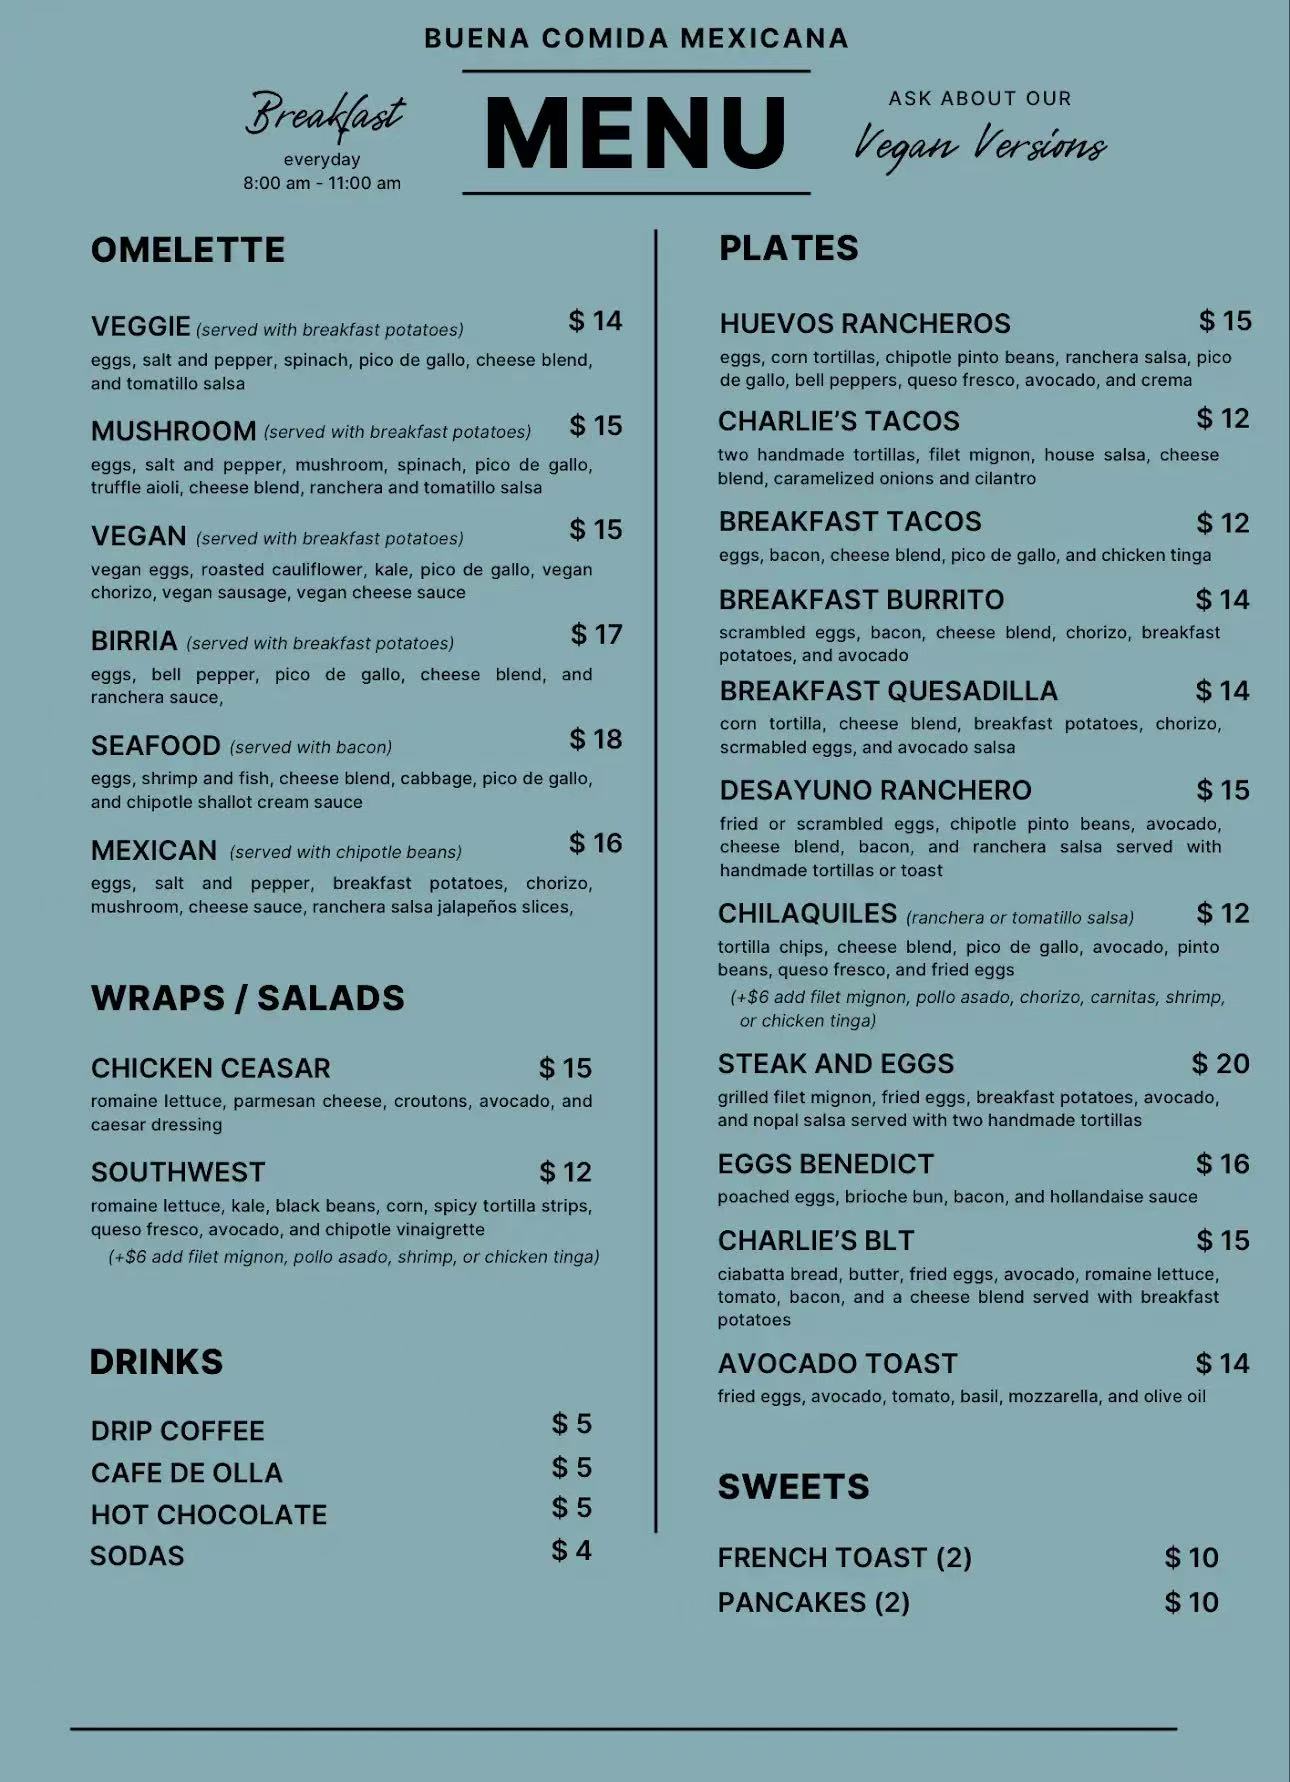 BUENA COMIDA MEXICANA
Breakfast
everyday
8:00 am - 11:00 am
MENU
ASK ABOUT OUR
Vegan Versions
OMELETTE
VEGGIE (served with breakfast potatoes) $ 14
eggs, salt and pepper, spinach, pico de gallo, cheese blend,
and tomatillo salsa
MUSHROOM (served with breakfast potatoes) $ 15
eggs, salt and pepper, mushroom, spinach, pico de gallo,
truffle aioli, cheese blend, ranchera and tomatillo salsa
VEGAN (served with breakfast potatoes) $ 15
vegan eggs, roasted cauliflower, kale, pico de gallo, vegan
chorizo, vegan sausage, vegan cheese sauce
BIRRIA (served with breakfast potatoes) $ 17
eggs, bell pepper, pico de gallo, cheese blend, and
ranchera sauce,
SEAFOOD (served with bacon) $ 18
eggs, shrimp and fish, cheese blend, cabbage, pico de gallo,
and chipotle shallot cream sauce
MEXICAN (served with chipotle beans) $ 16
eggs, salt and pepper, breakfast potatoes, chorizo,
mushroom, cheese sauce, ranchera salsa jalapeños slices,
WRAPS / SALADS
CHICKEN CEASAR $ 15
romaine lettuce, parmesan cheese, croutons, avocado, and
caesar dressing
SOUTHWEST $ 12
romaine lettuce, kale, black beans, corn, spicy tortilla strips,
queso fresco, avocado, and chipotle vinaigrette
(+$6 add filet mignon, pollo asado, shrimp, or chicken tinga)
DRINKS
DRIP COFFEE $ 5
CAFE DE OLLA $ 5
HOT CHOCOLATE $ 5
SODAS $ 4
PLATES
HUEVOS RANCHEROS $ 15
eggs, corn tortillas, chipotle pinto beans, ranchera salsa, pico
de gallo, bell peppers, queso fresco, avocado, and crema
CHARLIE'S TACOS $ 12
two handmade tortillas, filet mignon, house salsa, cheese
blend, caramelized onions and cilantro
BREAKFAST TACOS $ 12
eggs, bacon, cheese blend, pico de gallo, and chicken tinga
BREAKFAST BURRITO $ 14
scrambled eggs, bacon, cheese blend, chorizo, breakfast
potatoes, and avocado
BREAKFAST QUESADILLA $ 14
corn tortilla, cheese blend, breakfast potatoes, chorizo,
scrmabled eggs, and avocado salsa
DESAYUNO RANCHERO $ 15
fried or scrambled eggs, chipotle pinto beans, avocado,
cheese blend, bacon, and ranchera salsa served with
handmade tortillas or toast
CHILAQUILES (ranchera or tomatillo salsa) $ 12
tortilla chips, cheese blend, pico de gallo, avocado, pinto
beans, queso fresco, and fried eggs
(+$6 add filet mignon, pollo asado, chorizo, carnitas, shrimp,
or chicken tinga)
STEAK AND EGGS $ 20
grilled filet mignon, fried eggs, breakfast potatoes, avocado,
and nopal salsa served with two handmade tortillas
EGGS BENEDICT $ 16
poached eggs, brioche bun, bacon, and hollandaise sauce
CHARLIE'S BLT $ 15
ciabatta bread, butter, fried eggs, avocado, romaine lettuce,
tomato, bacon, and a cheese blend served with breakfast
potatoes
AVOCADO TOAST $ 14
fried eggs, avocado, tomato, basil, mozzarella, and olive oil
SWEETS
FRENCH TOAST (2) $ 10
PANCAKES (2) $ 10